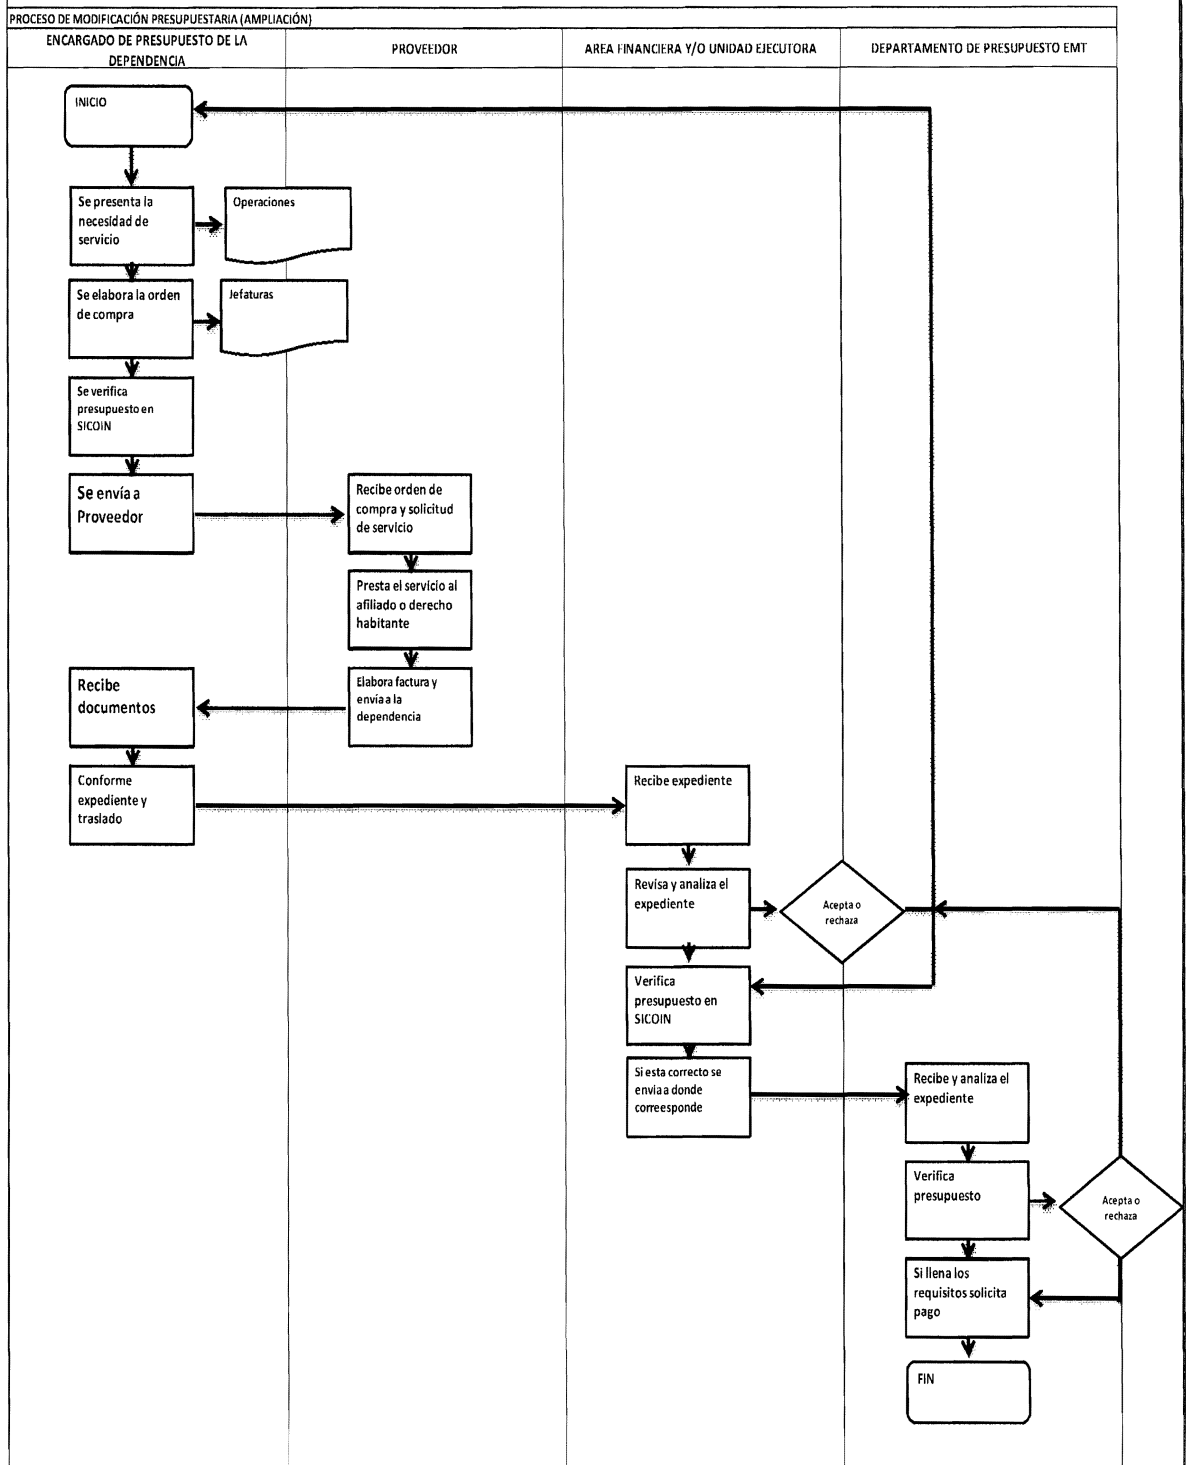 PROCESO DE MODIFICACIÓN PRESUPUESTARIA (AMPLIACIÓN)
ENCARGADO DE PRESUPUESTO DE LA
DEPENDENCIA
PROVEEDOR
AREA FINANCIERA Y/O UNIDAD EJECUTORA
DEPARTAMENTO DE PRESUPUESTO EMT
INICIO
Se presenta la
necesidad de
servicio
Operaciones
Se elabora la orden
de compra
Jefaturas
Se verifica
presupuesto en
SICOIN
Se envía a
Proveedor
Recibe orden de
compra y solicitud
de servicio
Presta el servicio al
afiliado o derecho
habitante
Elabora factura y
envía a la
dependencia
Recibe
documentos
Conforme
expediente y
traslado
Recibe expediente
Revisa y analiza el
expediente
Acepta o
rechaza
Verifica
presupuesto en
SICOIN
Si esta correcto se
envia a donde
correesponde
Recibe y analiza el
expediente
Verifica
presupuesto
Acepta o
rechaza
Si llena los
requisitos solicita
pago
FIN